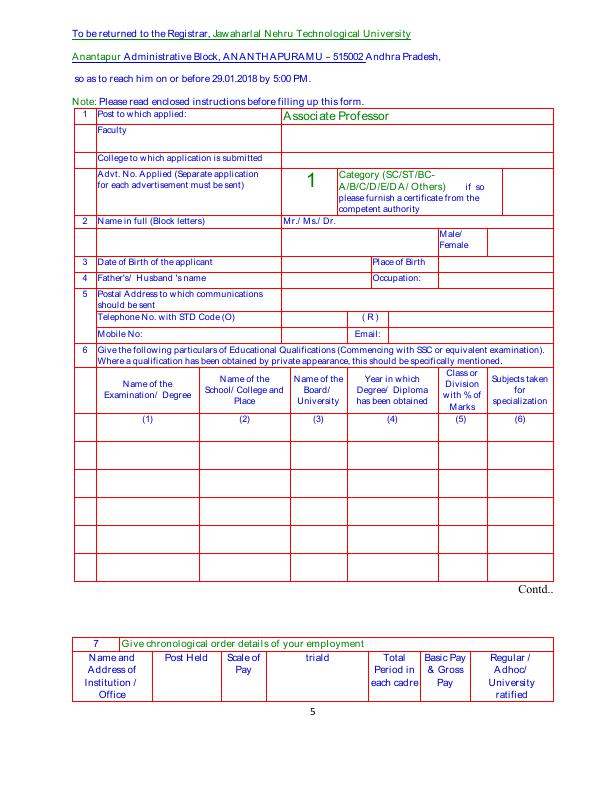 To be returned to the Registrar, Jawaharlal Nehru Technological University
Anantapur Administrative Block, ANANTHAPURAMU – 515002 Andhra Pradesh,
so as to reach him on or before 29.01.2018 by 5:00 PM.
Note: Please read enclosed instructions before filling up this form.
1 Post to which applied: Associate Professor
Faculty
College to which application is submitted
Advt. No. Applied (Separate application
for each advertisement must be sent)
1
Category (SC/ST/BC-
A/B/C/D/E/DA/ Others) if so
please furnish a certificate from the
competent authority
2 Name in full (Block letters) Mr./ Ms./ Dr.
Male/
Female
3 Date of Birth of the applicant Place of Birth
4 Father's/ Husband 's name Occupation:
5 Postal Address to which communications
should be sent
Telephone No. with STD Code (O) ( R )
Mobile No: Email:
6 Give the following particulars of Educational Qualifications (Commencing with SSC or equivalent examination).
Where a qualification has been obtained by private appearance, this should be specifically mentioned.
Name of the
Examination/ Degree
Name of the
School/ College and
Place
Name of the
Board/
University
Year in which
Degree/ Diploma
has been obtained
Class or
Division
with % of
Marks
Subjects taken
for
specialization
(1) (2) (3) (4) (5) (6)
Contd..
7 Give chronological order details of your employment
Name and
Address of
Institution /
Office
Post Held
Scale of
Pay
triald
Total
Period in
each cadre
Basic Pay
& Gross
Pay
Regular /
Adhoc/
University
ratified
5